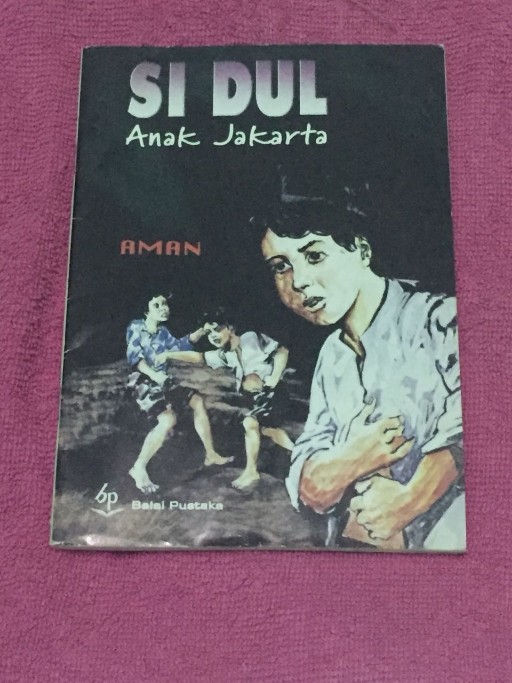 SI DUL
Anak Jakarta
AMAN
bp
Balai Pustaka